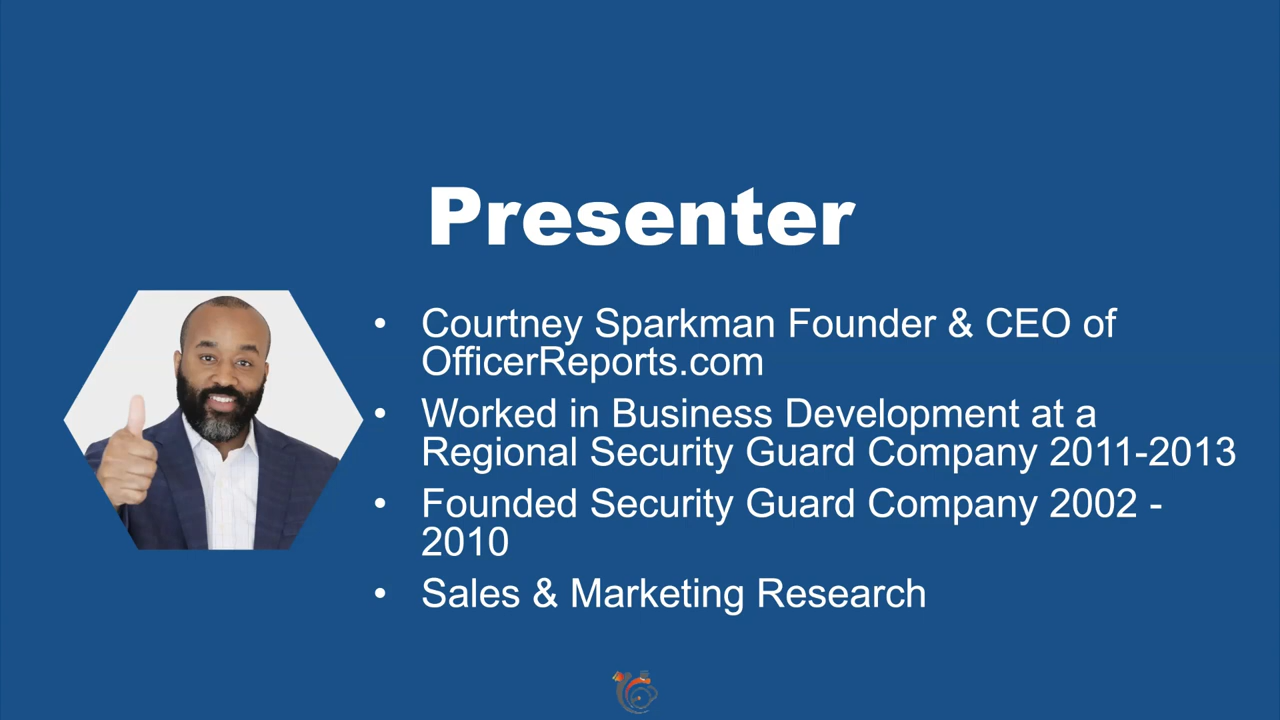 Presenter
• Courtney Sparkman Founder & CEO of
OfficerReports.com
• Worked in Business Development at a
Regional Security Guard Company 2011-2013
• Founded Security Guard Company 2002 -
2010
• Sales & Marketing Research